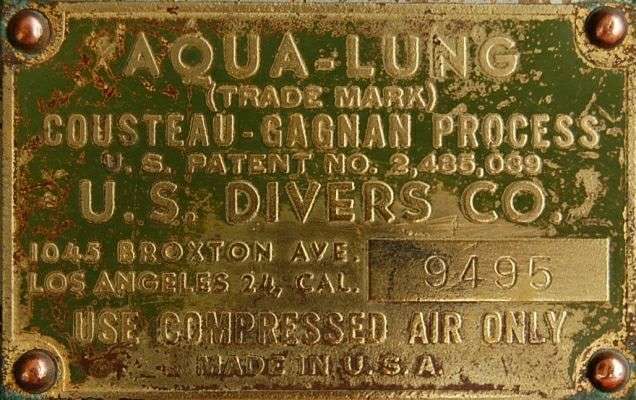 AQUA-LUNG
(TRADE MARK)
COUSTEAU-GAGNAN PROCESS
U.S. PATENT NO. 2,485,039
U.S. DIVERS CO.
1045 BROXTON AVE.
LOS ANGELES 24, CAL.
9495
USE COMPRESSED AIR ONLY
MADE IN U.S.A.